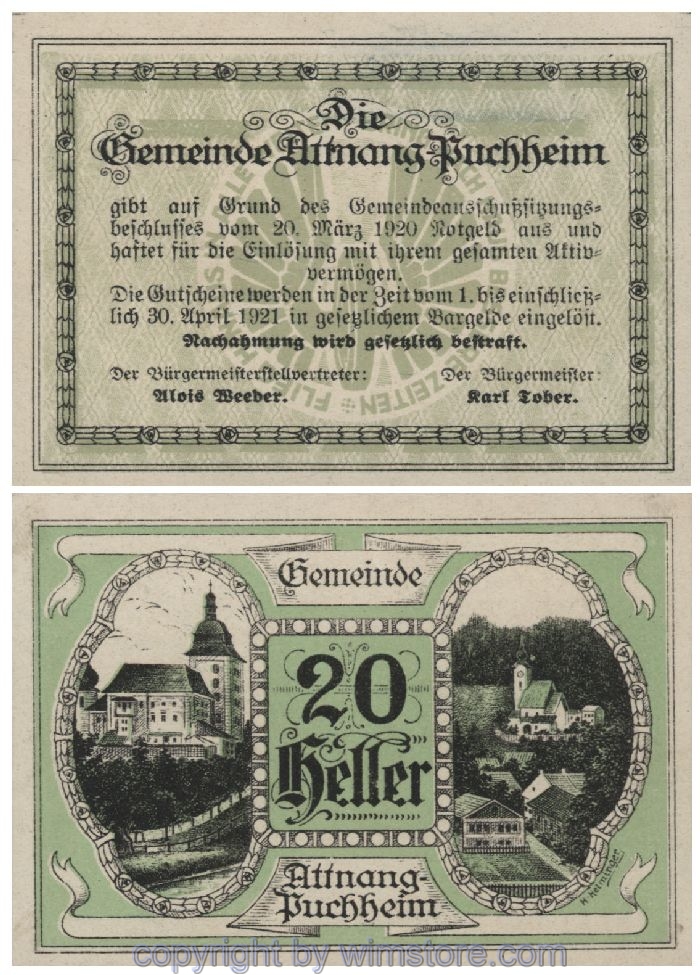 Die
Gemeinde Attnang-Puchheim
gibt auf Grund des Gemeindeausschußsitzungs-
beschlusses vom 20. März 1920 Notgeld aus und
haftet für die Einlösung mit ihrem gesamten Aktiv-
vermögen.
Die Gutscheine werden in der Zeit vom 1. bis einschließ-
lich 30. April 1921 in gesetzlichem Bargelde eingelöst.
Nachahmung wird gesetzlich bestraft.
Der Bürgermeisterstellvertreter: Der Bürgermeister:
Alois Weeber. Karl Tober.
Gemeinde
20
Heller
Attnang-
Puchheim
copyright by wimstore.com